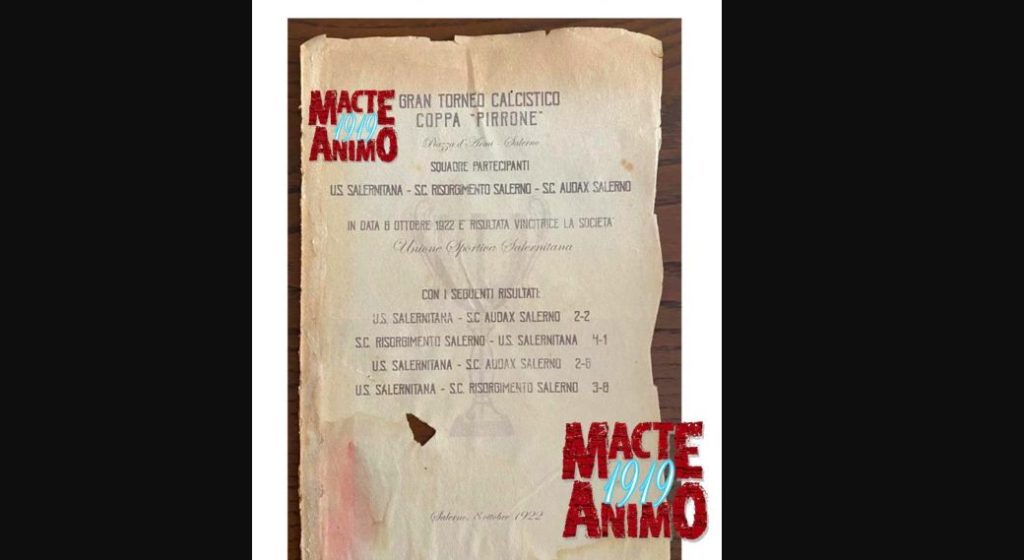 MACTE
1919
ANIMO
GRAN TORNEO CALCISTICO
COPPA "PIRRONE"
Piazza d'Armi - Salerno
SQUADRE PARTECIPANTI
U.S. SALERNITANA - S.C. RISORGIMENTO SALERNO - S.C. AUDAX SALERNO
IN DATA 8 OTTOBRE 1922 E' RISULTATA VINCITRICE LA SOCIETA'
Unione Sportiva Salernitana
CON I SEGUENTI RISULTATI:
U.S. SALERNITANA - S.C. AUDAX SALERNO 2-2
S.C. RISORGIMENTO SALERNO - U.S. SALERNITANA 4-1
U.S. SALERNITANA - S.C. AUDAX SALERNO 2-6
U.S. SALERNITANA - S.C. RISORGIMENTO SALERNO 3-8
Salerno, 8 ottobre 1922
MACTE
1919
ANIMO